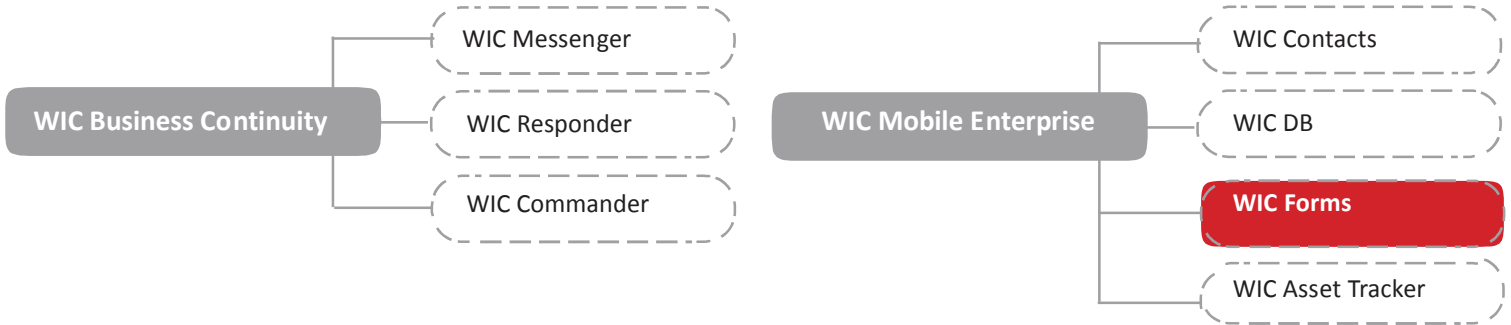 WIC Business Continuity
WIC Messenger
WIC Responder
WIC Commander
WIC Mobile Enterprise
WIC Contacts
WIC DB
WIC Forms
WIC Asset Tracker